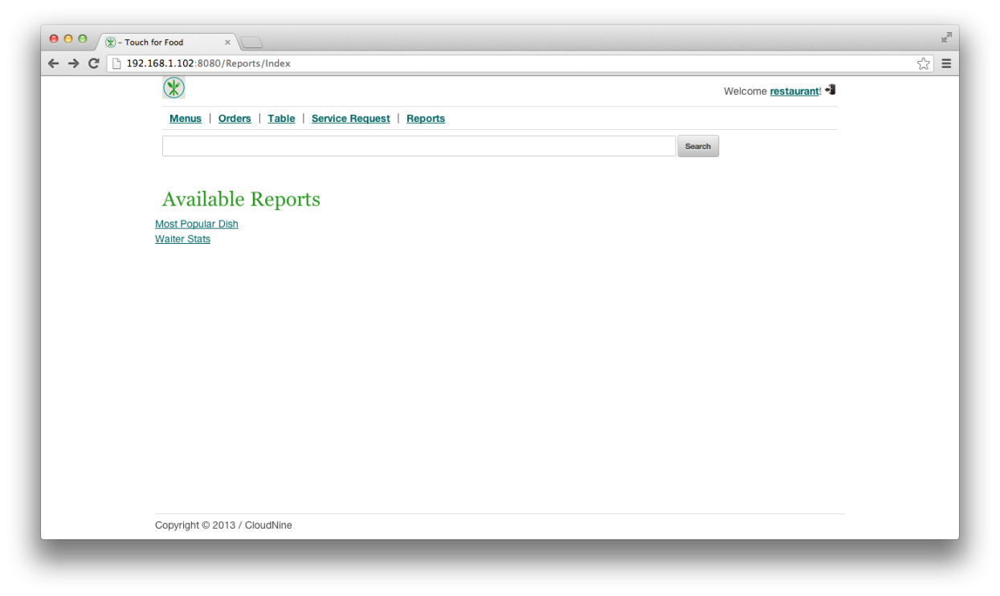 – Touch for Food
192.168.1.102:8080/Reports/Index
Welcome restaurant!
Menus | Orders | Table | Service Request | Reports
Search
Available Reports
Most Popular Dish
Waiter Stats
Copyright © 2013 / CloudNine